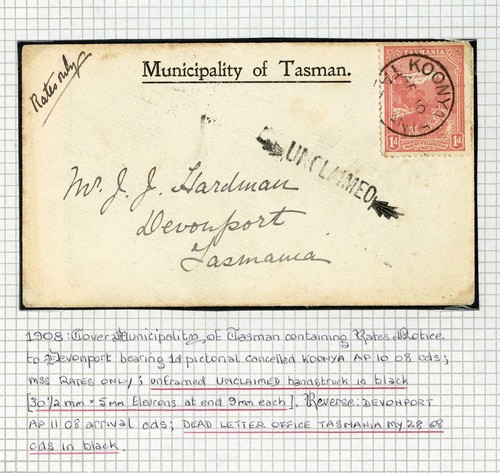 Rates only
Municipality of Tasman.
TASMANIA
KOONYA
1d 1d
UNCLAIMED
Mr. J. J. Hardman
Devonport
Tasmania
1908: Cover Municipality, of Tasman containing Rates Notice
to Devonport bearing 1d pictorial cancelled KOONYA AP 10 08 cds;
mss RATES ONLY; unframed UNCLAIMED handstruck in black
[30½mm × 5mm Fleurons at end 9mm each]. Reverse: DEVONPORT
AP 11 08 arrival cds; DEAD LETTER OFFICE TASMANIA MY 28 08
cds in black.